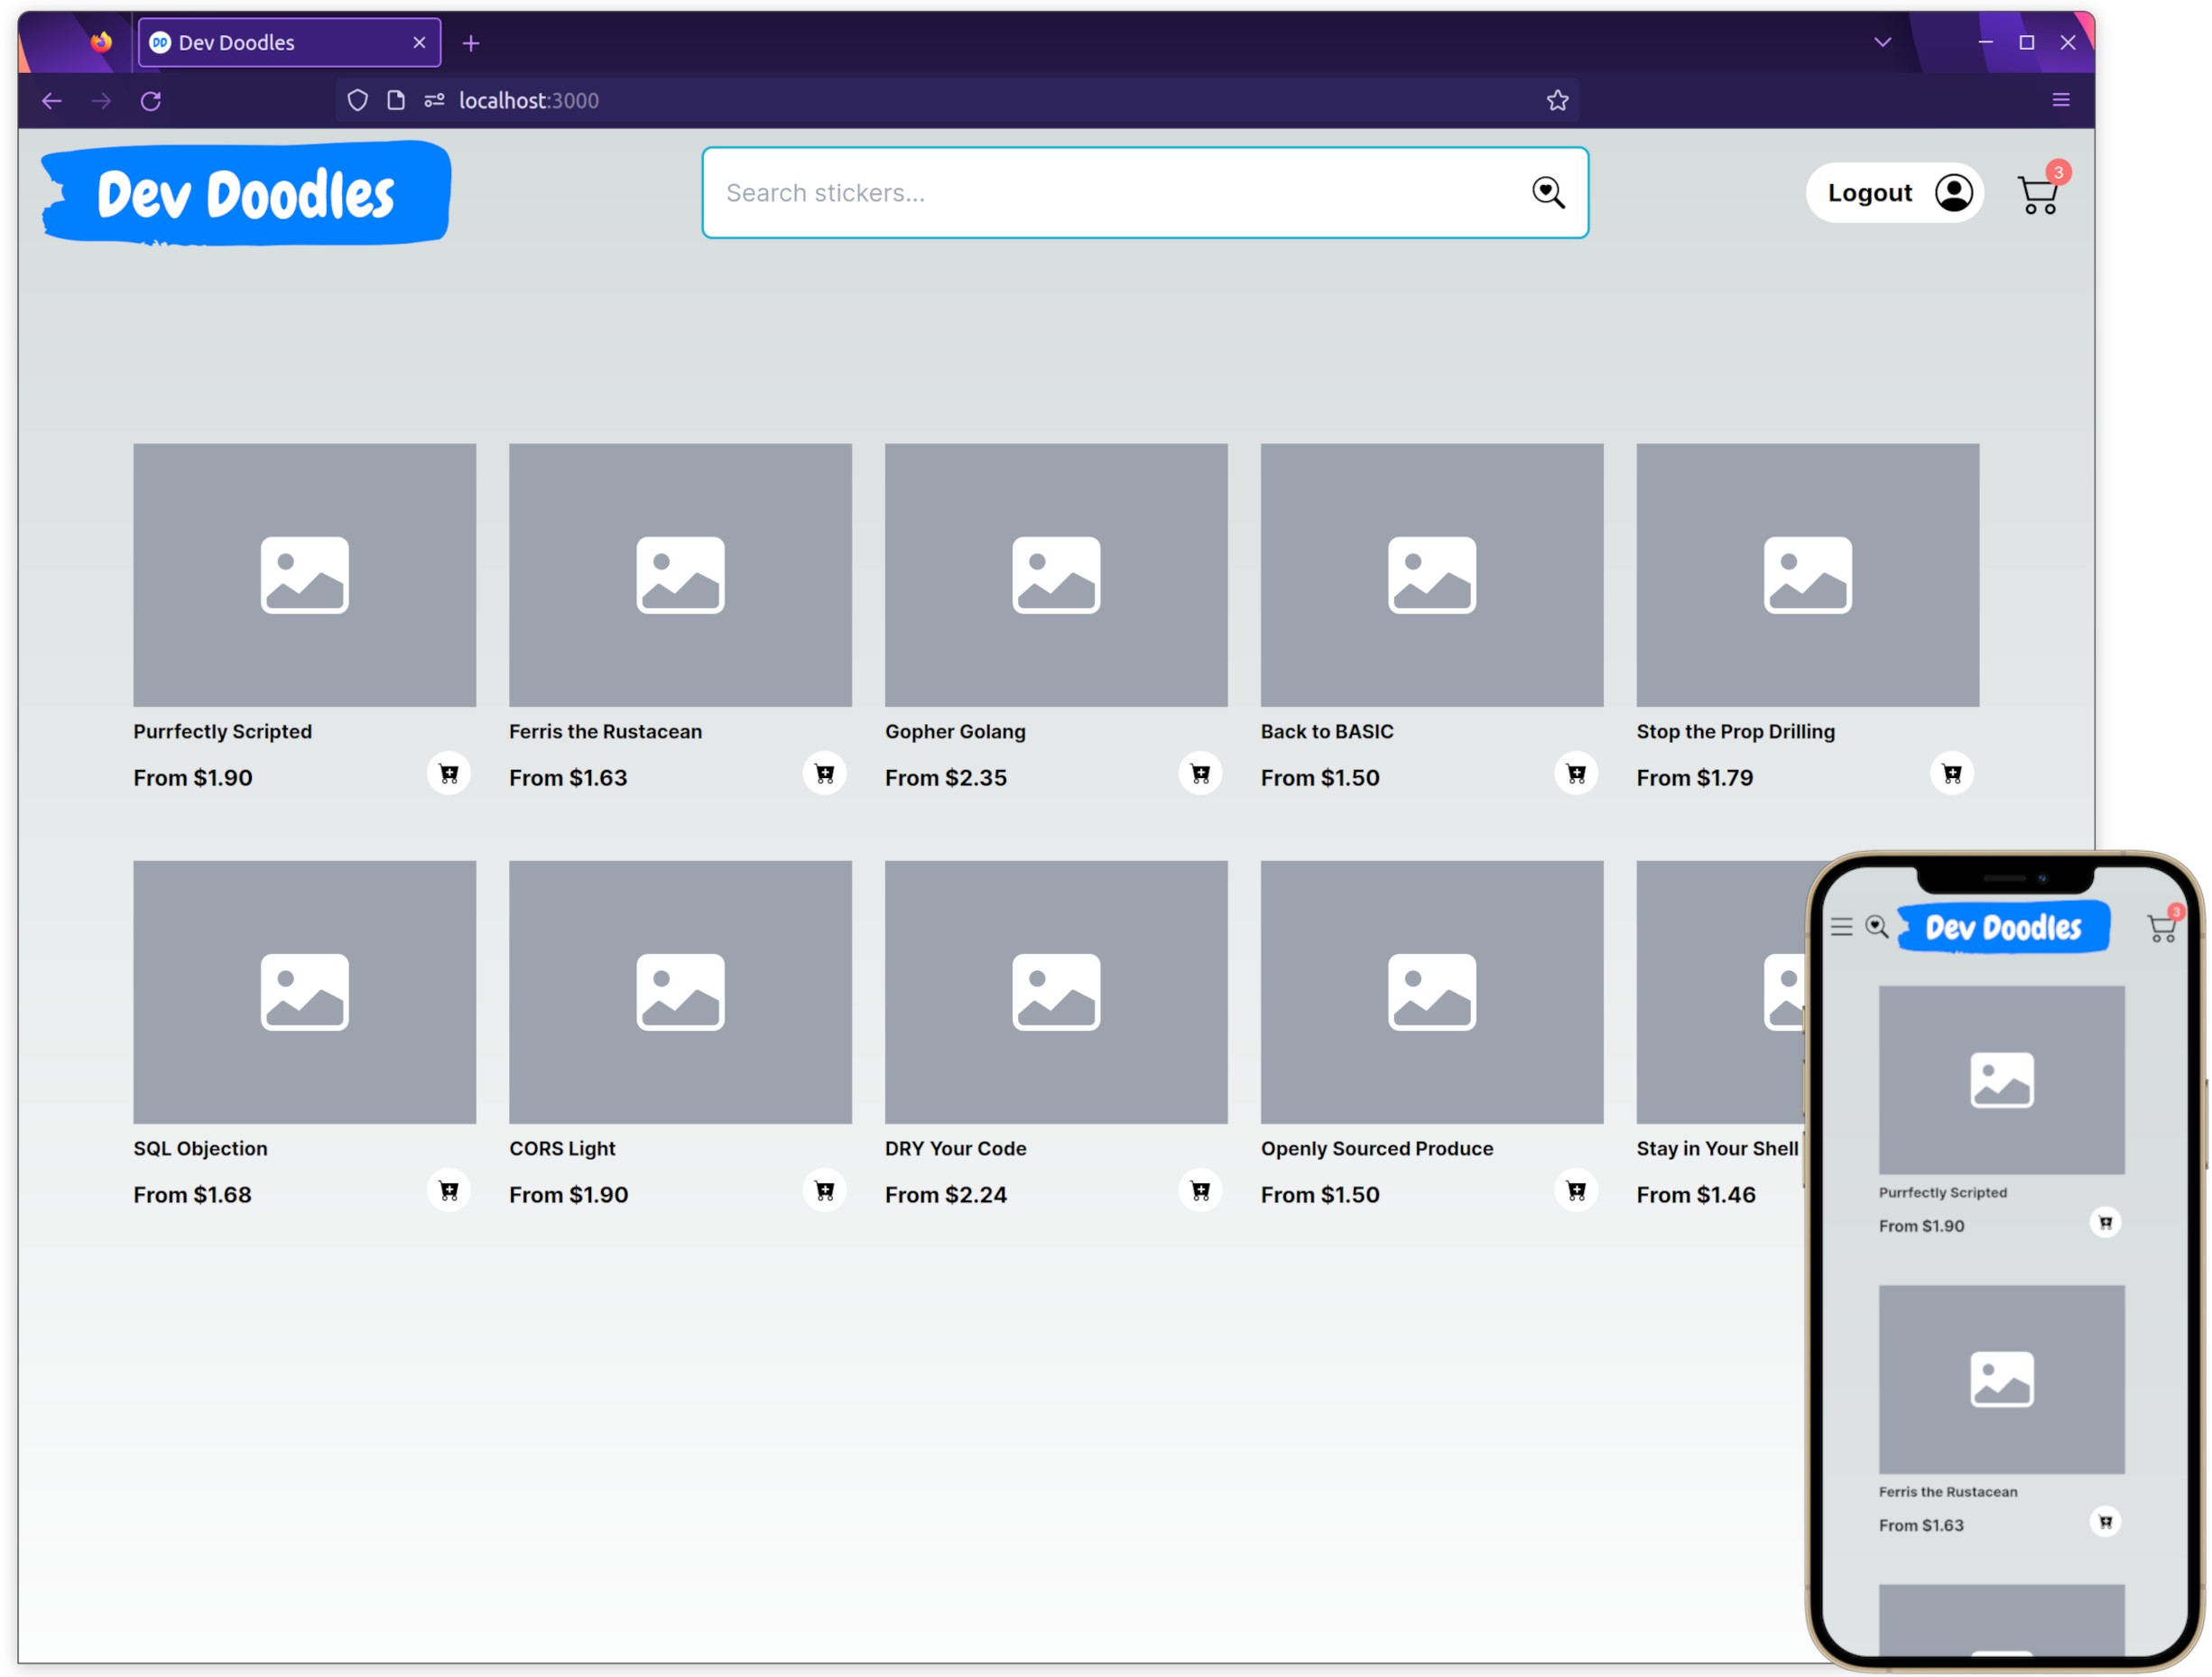 DD Dev Doodles
localhost:3000
Dev Doodles
Search stickers...
Logout
3
Purrfectly Scripted
From $1.90
Ferris the Rustacean
From $1.63
Gopher Golang
From $2.35
Back to BASIC
From $1.50
Stop the Prop Drilling
From $1.79
SQL Objection
From $1.68
CORS Light
From $1.90
DRY Your Code
From $2.24
Openly Sourced Produce
From $1.50
Stay in Your Shell
From $1.46
Dev Doodles
3
Purrfectly Scripted
From $1.90
Ferris the Rustacean
From $1.63